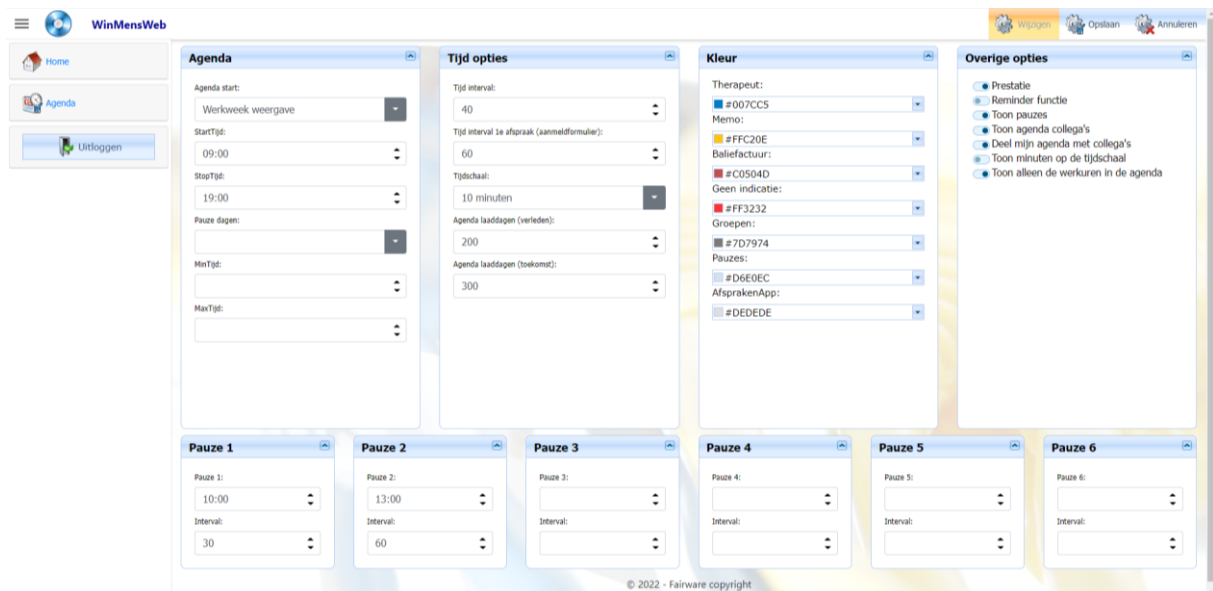 WinMensWeb
Wijzigen
Opslaan
Annuleren
Home
Agenda
Uitloggen
Agenda
Agenda start:
Werkweek weergave
StartTijd:
09:00
StopTijd:
19:00
Pauze dagen:
MinTijd:
MaxTijd:
Tijd opties
Tijd interval:
40
Tijd interval 1e afspraak (aanmeldformulier):
60
Tijdschaal:
10 minuten
Agenda laaddagen (verleden):
200
Agenda laaddagen (toekomst):
300
Kleur
Therapeut:
#007CC5
Memo:
#FFC20E
Baliefactuur:
#C0504D
Geen indicatie:
#FF3232
Groepen:
#7D7974
Pauzes:
#D6E0EC
AfsprakenApp:
#DEDEDE
Overige opties
Prestatie
Reminder functie
Toon pauzes
Toon agenda collega's
Deel mijn agenda met collega's
Toon minuten op de tijdschaal
Toon alleen de werkuren in de agenda
Pauze 1
Pauze 1:
10:00
Interval:
30
Pauze 2
Pauze 2:
13:00
Interval:
60
Pauze 3
Pauze 3:
Interval:
Pauze 4
Pauze 4:
Interval:
Pauze 5
Pauze 5:
Interval:
Pauze 6
Pauze 6:
Interval:
© 2022 - Fairware copyright